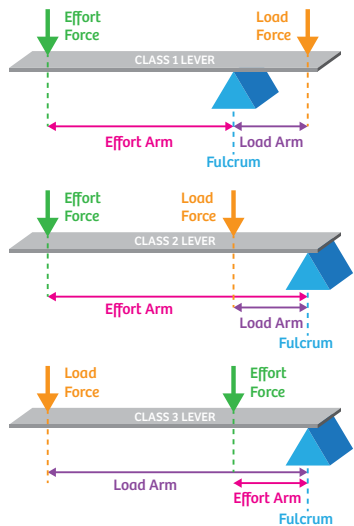 Effort
Force
Load
Force
CLASS 1 LEVER
Effort Arm
Load Arm
Fulcrum
Effort
Force
Load
Force
CLASS 2 LEVER
Effort Arm
Load Arm
Fulcrum
Load
Force
Effort
Force
CLASS 3 LEVER
Load Arm
Effort Arm
Fulcrum